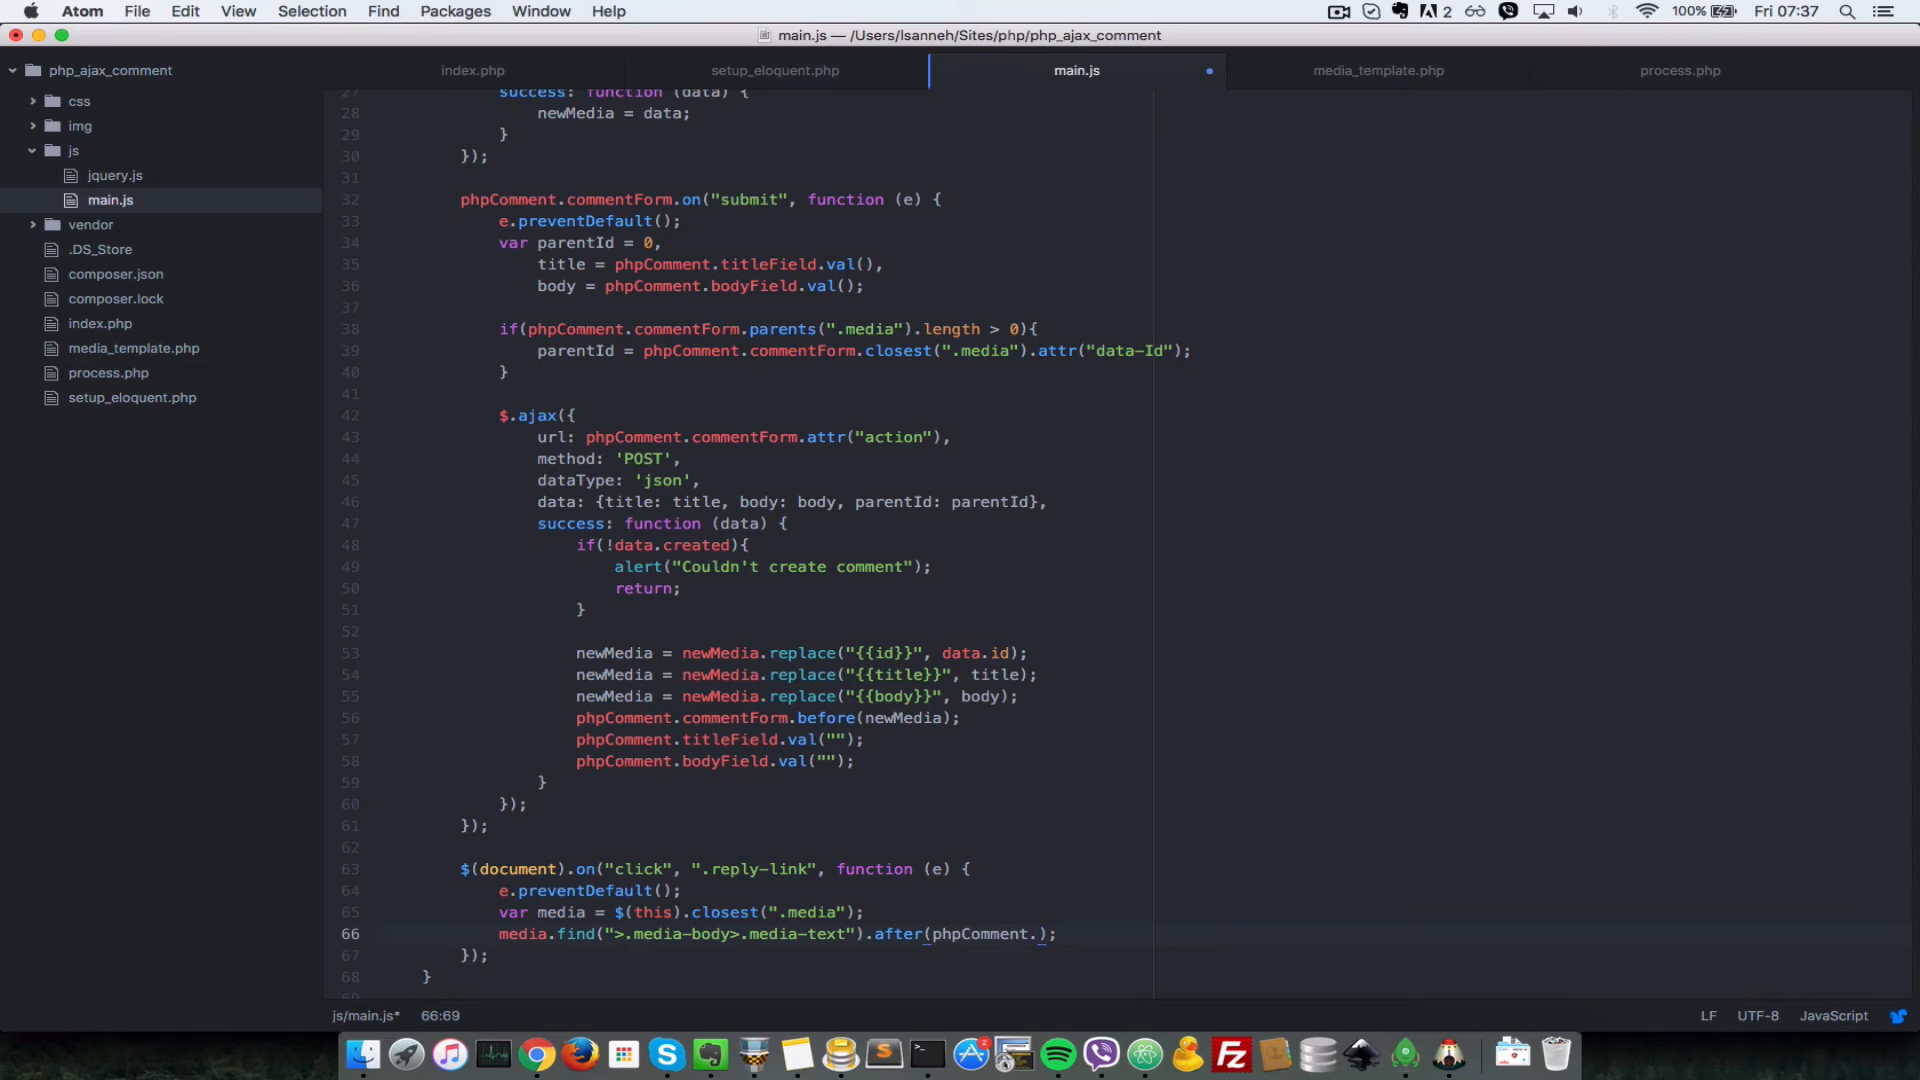 Atom File Edit View Selection Find Packages Window Help 2 100% Fri 07:37
main.js — /Users/lsanneh/Sites/php/php_ajax_comment
php_ajax_comment
css
img
js
jquery.js
main.js
vendor
.DS_Store
composer.json
composer.lock
index.php
media_template.php
process.php
setup_eloquent.php
index.php setup_eloquent.php main.js media_template.php process.php
27 success: function (data) {
28 newMedia = data;
29 }
30 });
31
32 phpComment.commentForm.on("submit", function (e) {
33 e.preventDefault();
34 var parentId = 0,
35 title = phpComment.titleField.val(),
36 body = phpComment.bodyField.val();
37
38 if(phpComment.commentForm.parents(".media").length > 0){
39 parentId = phpComment.commentForm.closest(".media").attr("data-Id");
40 }
41
42 $.ajax({
43 url: phpComment.commentForm.attr("action"),
44 method: 'POST',
45 dataType: 'json',
46 data: {title: title, body: body, parentId: parentId},
47 success: function (data) {
48 if(!data.created){
49 alert("Couldn't create comment");
50 return;
51 }
52
53 newMedia = newMedia.replace("{{id}}", data.id);
54 newMedia = newMedia.replace("{{title}}", title);
55 newMedia = newMedia.replace("{{body}}", body);
56 phpComment.commentForm.before(newMedia);
57 phpComment.titleField.val("");
58 phpComment.bodyField.val("");
59 }
60 });
61 });
62
63 $(document).on("click", ".reply-link", function (e) {
64 e.preventDefault();
65 var media = $(this).closest(".media");
66 media.find(">.media-body>.media-text").after(phpComment.);
67 });
68 }
69
js/main.js* 66:69 LF UTF-8 JavaScript
2
Fz